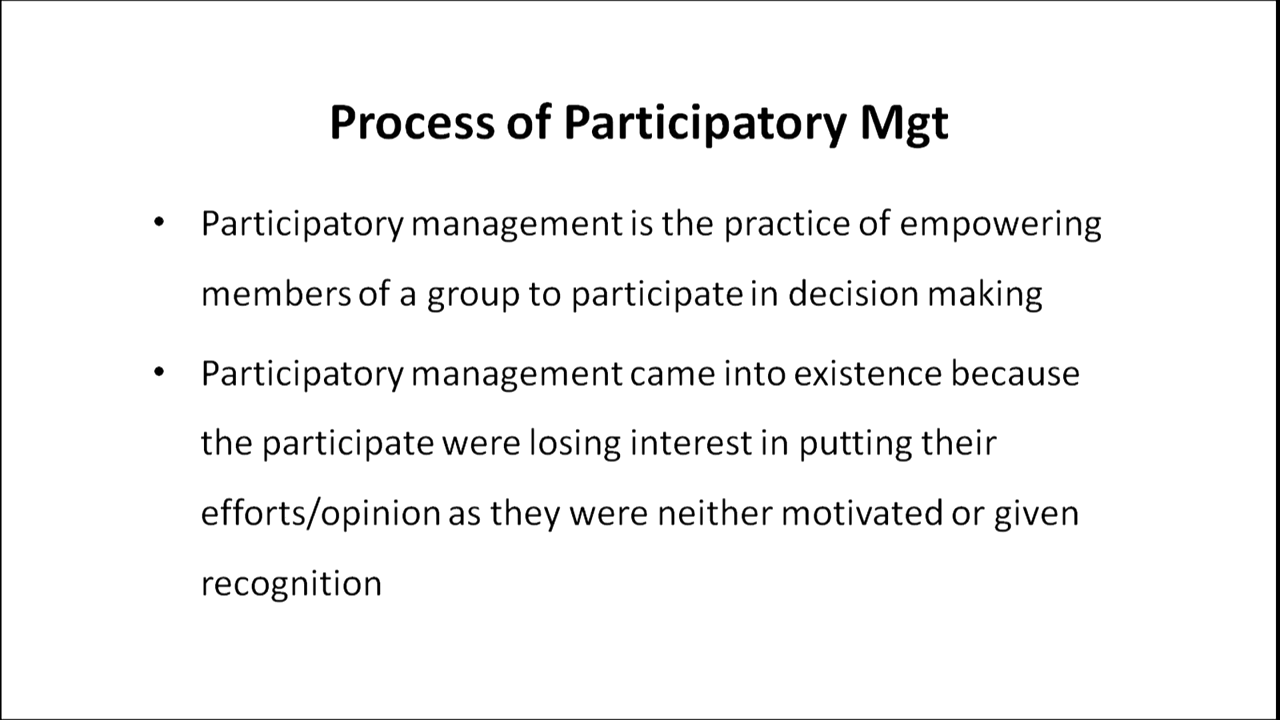 Process of Participatory Mgt
• Participatory management is the practice of empowering
members of a group to participate in decision making
• Participatory management came into existence because
the participate were losing interest in putting their
efforts/opinion as they were neither motivated or given
recognition